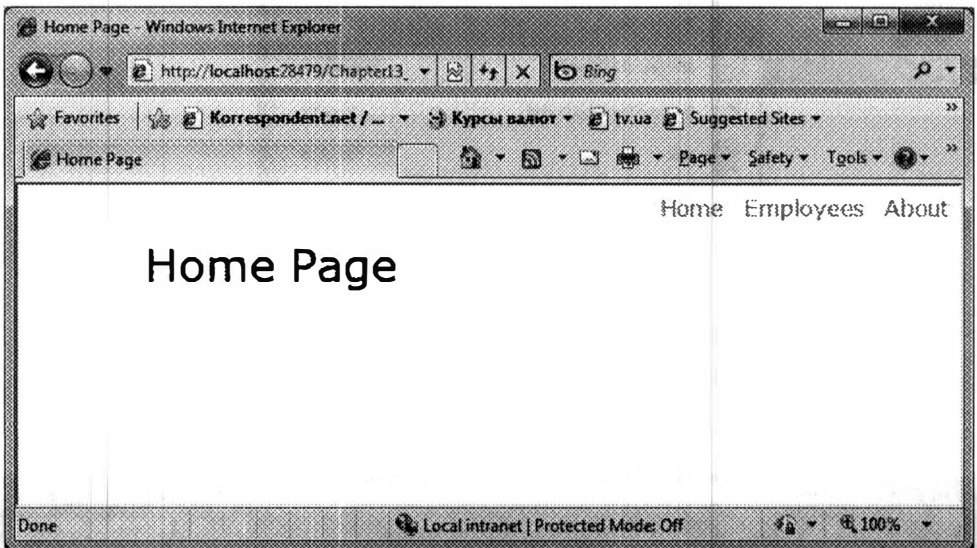 Home Page - Windows Internet Explorer
http://localhost:28479/Chapter13_ Bing
Favorites Korrespondent.net / ... Курсы валют tv.ua Suggested Sites »
Home Page Page Safety Tools »
Home Employees About
Home Page
Done Local intranet | Protected Mode: Off 100%